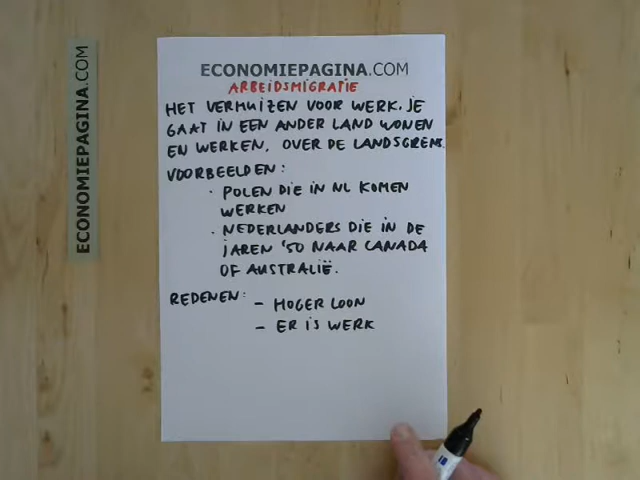 ECONOMIEPAGINA.COM
ECONOMIEPAGINA.COM
ARBEIDSMIGRATIE
HET VERHUIZEN VOOR WERK. JE
GAAT IN EEN ANDER LAND WONEN
EN WERKEN, OVER DE LANDSGRENS.
VOORBEELDEN:
· POLEN DIE IN NL KOMEN
WERKEN
· NEDERLANDERS DIE IN DE
JAREN '50 NAAR CANADA
OF AUSTRALIË.
REDENEN: – HOGER LOON
– ER IS WERK